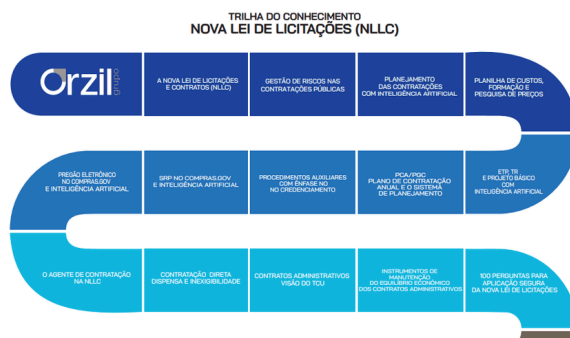 TRILHA DO CONHECIMENTO
NOVA LEI DE LICITAÇÕES (NLLC)
Orzil
grupo
A NOVA LEI DE LICITAÇÕES
E CONTRATOS (NLLC)
GESTÃO DE RISCOS NAS
CONTRATAÇÕES PÚBLICAS
PLANEJAMENTO
DAS CONTRATAÇÕES
COM INTELIGÊNCIA ARTIFICIAL
PLANILHA DE CUSTOS,
FORMAÇÃO E
PESQUISA DE PREÇOS
PREGÃO ELETRÔNICO
NO COMPRAS.GOV
E INTELIGÊNCIA ARTIFICIAL
SRP NO COMPRAS.GOV
E INTELIGÊNCIA ARTIFICIAL
PROCEDIMENTOS AUXILIARES
COM ÊNFASE NO
NO CREDENCIAMENTO
PCA/PGC
PLANO DE CONTRATAÇÃO
ANUAL E O SISTEMA
DE PLANEJAMENTO
ETP, TR
E PROJETO BÁSICO
COM
INTELIGÊNCIA ARTIFICIAL
O AGENTE DE CONTRATAÇÃO
NA NLLC
CONTRATAÇÃO DIRETA
DISPENSA E INEXIGIBILIDADE
CONTRATOS ADMINISTRATIVOS
VISÃO DO TCU
INSTRUMENTOS DE
MANUTENÇÃO
DO EQUILÍBRIO ECONÔMICO
DOS CONTRATOS ADMINISTRATIVOS
100 PERGUNTAS PARA
APLICAÇÃO SEGURA
DA NOVA LEI DE LICITAÇÕES